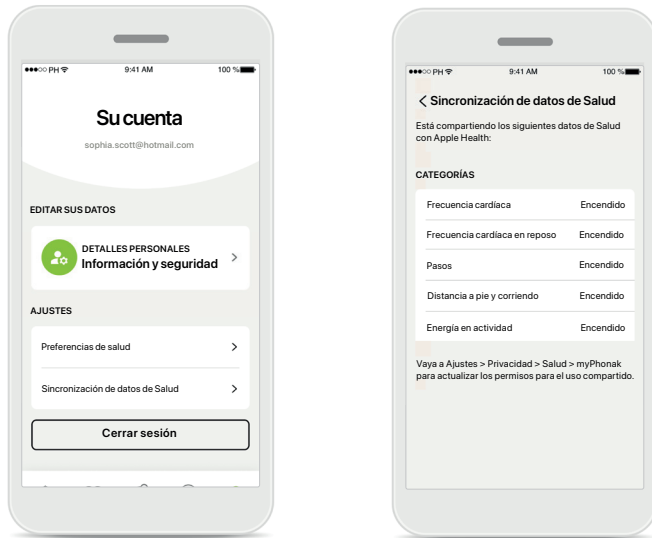 ●●●○○ PH 9:41 AM 100 %
Su cuenta
sophia.scott@hotmail.com
EDITAR SUS DATOS
DETALLES PERSONALES
Información y seguridad
AJUSTES
Preferencias de salud
Sincronización de datos de Salud
Cerrar sesión
●●●○○ PH 9:41 AM 100 %
Sincronización de datos de Salud
Está compartiendo los siguientes datos de Salud
con Apple Health:
CATEGORÍAS
Frecuencia cardíaca Encendido
Frecuencia cardíaca en reposo Encendido
Pasos Encendido
Distancia a pie y corriendo Encendido
Energía en actividad Encendido
Vaya a Ajustes > Privacidad > Salud > myPhonak
para actualizar los permisos para el uso compartido.